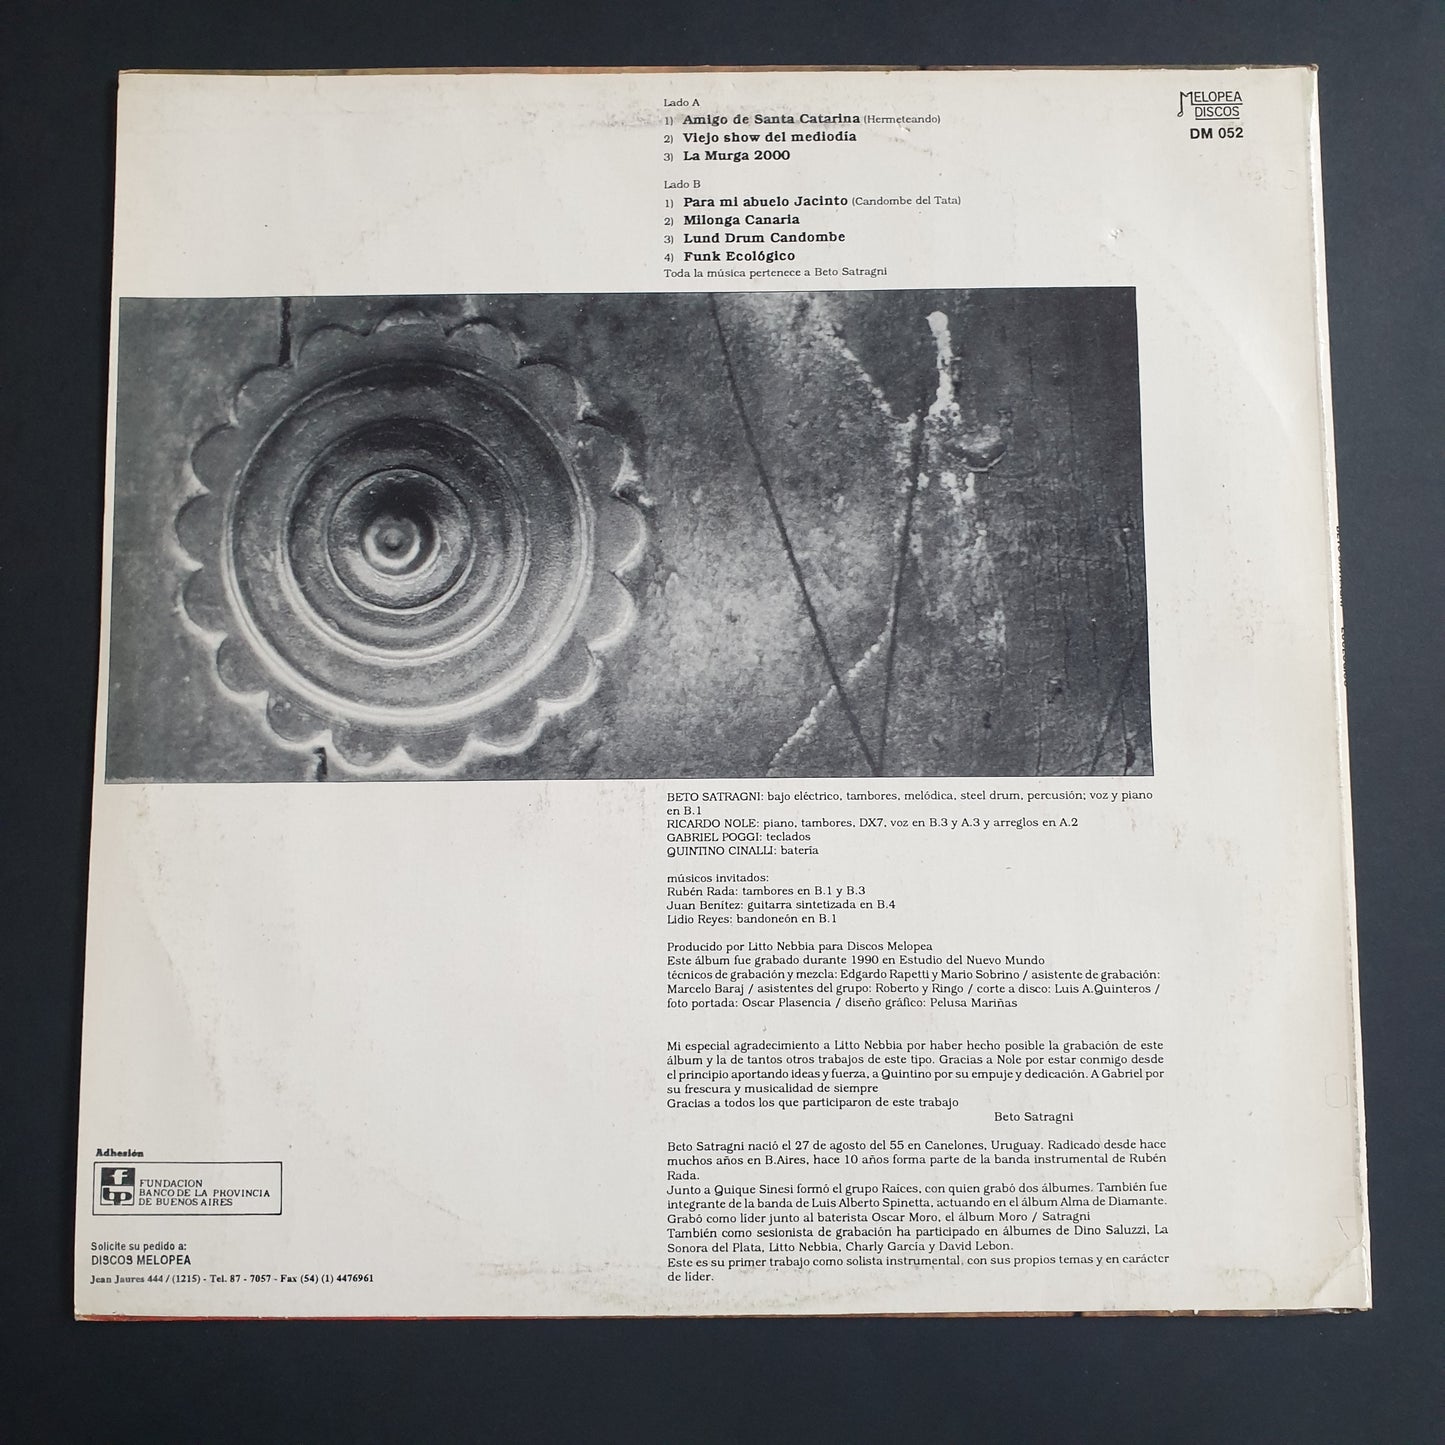 MELOPEA
DISCOS
DM 052
Lado A
1) Amigo de Santa Catarina (Hermeteando)
2) Viejo show del mediodía
3) La Murga 2000
Lado B
1) Para mi abuelo Jacinto (Candombe del Tata)
2) Milonga Canaria
3) Lund Drum Candombe
4) Funk Ecológico
Toda la música pertenece a Beto Satragni
BETO SATRAGNI: bajo eléctrico, tambores, melódica, steel drum, percusión; voz y piano
en B.1
RICARDO NOLE: piano, tambores, DX7, voz en B.3 y A.3 y arreglos en A.2
GABRIEL POGGI: teclados
QUINTINO CINALLI: batería
músicos invitados:
Rubén Rada: tambores en B.1 y B.3
Juan Benítez: guitarra sintetizada en B.4
Lidio Reyes: bandoneón en B.1
Producido por Litto Nebbia para Discos Melopea
Este álbum fue grabado durante 1990 en Estudio del Nuevo Mundo
técnicos de grabación y mezcla: Edgardo Rapetti y Mario Sobrino / asistente de grabación:
Marcelo Baraj / asistentes del grupo: Roberto y Ringo / corte a disco: Luis A.Quinteros /
foto portada: Oscar Plasencia / diseño gráfico: Pelusa Mariñas
Mi especial agradecimiento a Litto Nebbia por haber hecho posible la grabación de este
álbum y la de tantos otros trabajos de este tipo. Gracias a Nole por estar conmigo desde
el principio aportando ideas y fuerza, a Quintino por su empuje y dedicación. A Gabriel por
su frescura y musicalidad de siempre
Gracias a todos los que participaron de este trabajo
Beto Satragni
Beto Satragni nació el 27 de agosto del 55 en Canelones, Uruguay. Radicado desde hace
muchos años en B.Aires, hace 10 años forma parte de la banda instrumental de Rubén
Rada.
Junto a Quique Sinesi formó el grupo Raíces, con quien grabó dos álbumes. También fue
integrante de la banda de Luis Alberto Spinetta, actuando en el álbum Alma de Diamante.
Grabó como líder junto al baterista Oscar Moro, el álbum Moro / Satragni
También como sesionista de grabación ha participado en álbumes de Dino Saluzzi, La
Sonora del Plata, Litto Nebbia, Charly García y David Lebon.
Este es su primer trabajo como solista instrumental, con sus propios temas y en carácter
de líder.
Adhesión
FUNDACION
BANCO DE LA PROVINCIA
DE BUENOS AIRES
Solicite su pedido a:
DISCOS MELOPEA
Jean Jaures 444 / (1215) - Tel. 87 - 7057 - Fax (54) (1) 4476961